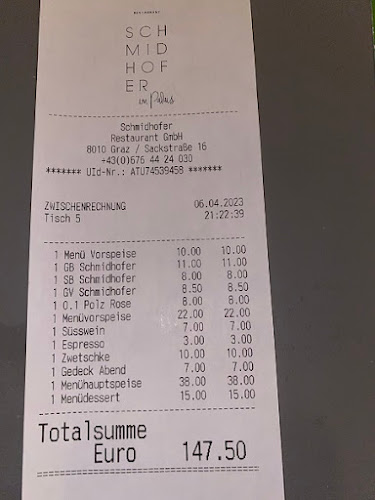 RESTAURANT
SCH
MID
HOF
ER
im Palais
Schmidhofer
Restaurant GmbH
8010 Graz / Sackstraße 16
+43(0)676 44 24 030
******* UId-Nr.: ATU74539458 *******
ZWISCHENRECHNUNG 06.04.2023
Tisch 5 21:22:39
1 Menü Vorspeise 10.00 10.00
1 GB Schmidhofer 11.00 11.00
1 SB Schmidhofer 8.00 8.00
1 GV Schmidhofer 8.50 8.50
1 0.1 Polz Rose 8.00 8.00
1 Menüvorspeise 22.00 22.00
1 Süsswein 7.00 7.00
1 Espresso 3.00 3.00
1 Zwetschke 10.00 10.00
1 Gedeck Abend 7.00 7.00
1 Menühauptspeise 38.00 38.00
1 Menüdessert 15.00 15.00
Totalsumme
Euro 147.50